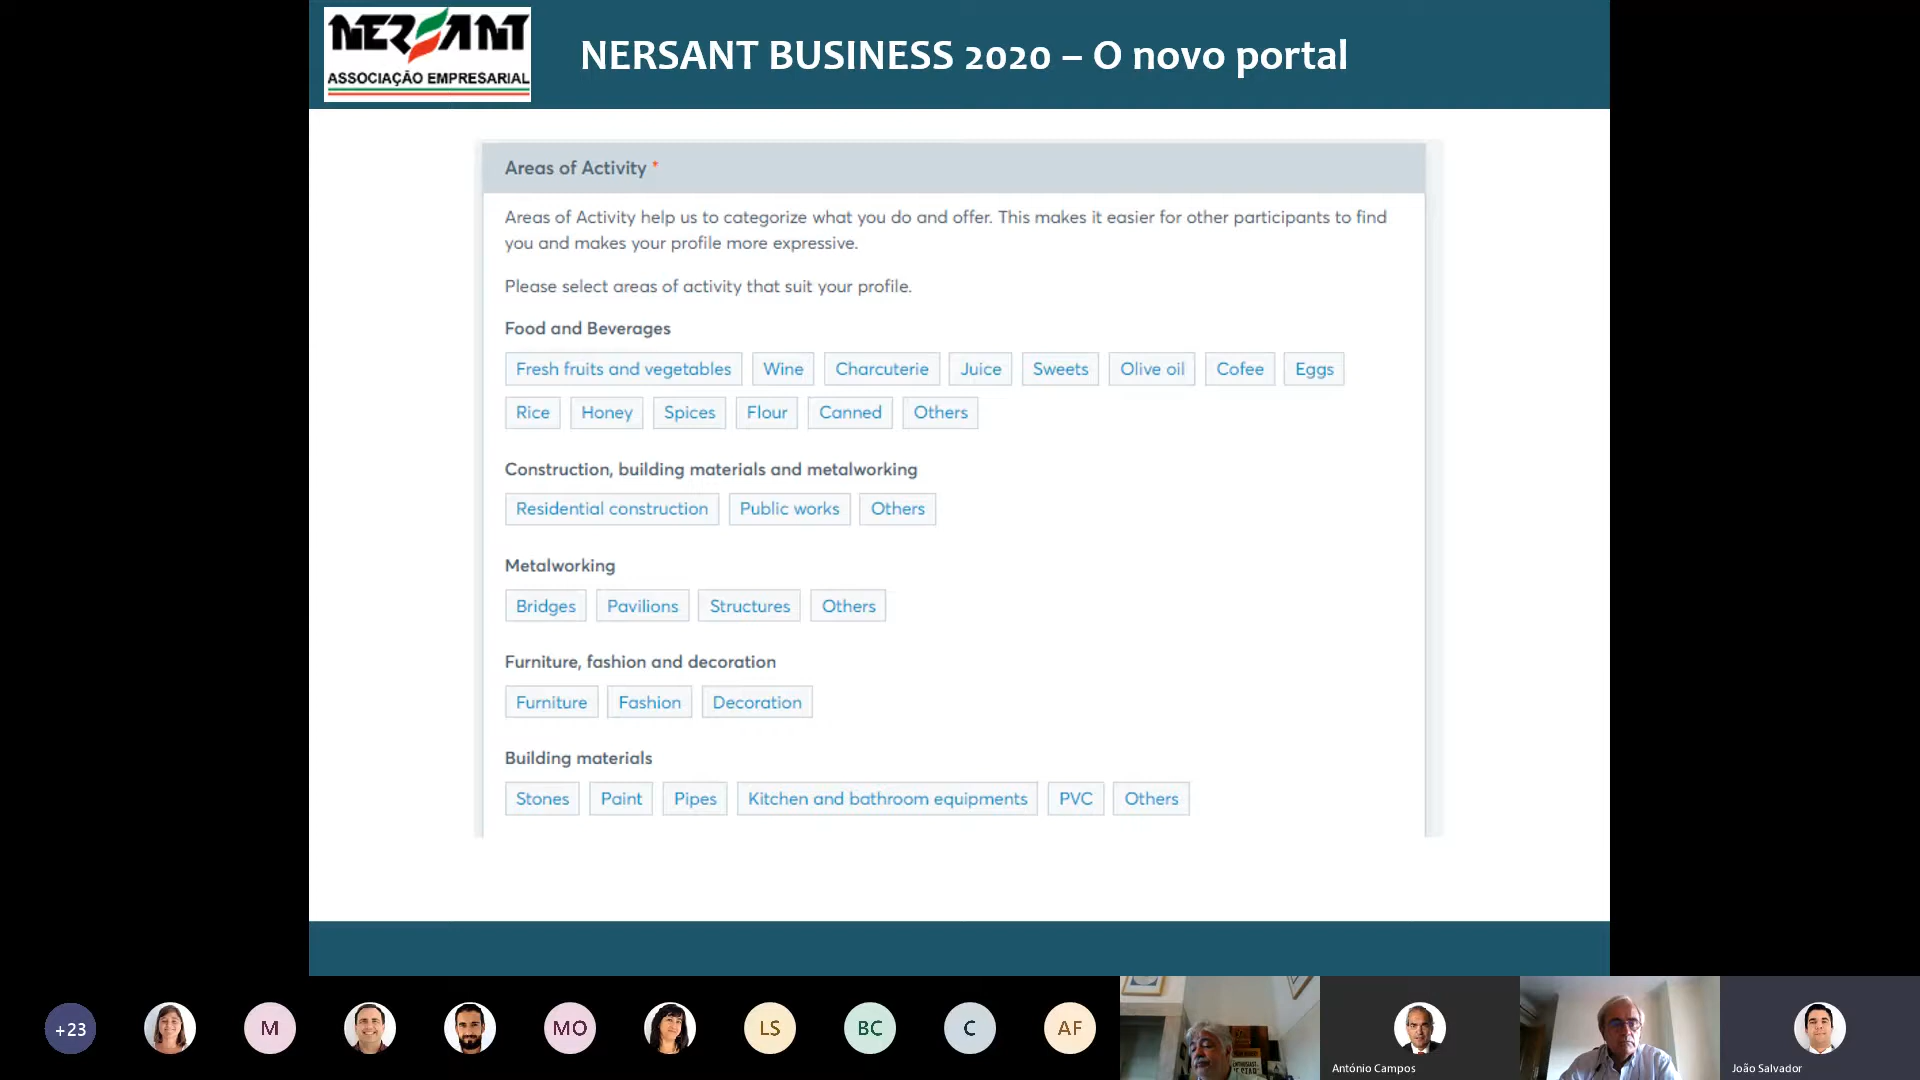 NERSANT
ASSOCIAÇÃO EMPRESARIAL
NERSANT BUSINESS 2020 – O novo portal
Areas of Activity *
Areas of Activity help us to categorize what you do and offer. This makes it easier for other participants to find
you and makes your profile more expressive.
Please select areas of activity that suit your profile.
Food and Beverages
Fresh fruits and vegetables Wine Charcuterie Juice Sweets Olive oil Cofee Eggs
Rice Honey Spices Flour Canned Others
Construction, building materials and metalworking
Residential construction Public works Others
Metalworking
Bridges Pavilions Structures Others
Furniture, fashion and decoration
Furniture Fashion Decoration
Building materials
Stones Paint Pipes Kitchen and bathroom equipments PVC Others
+23 M MO LS BC C AF
António Campos João Salvador